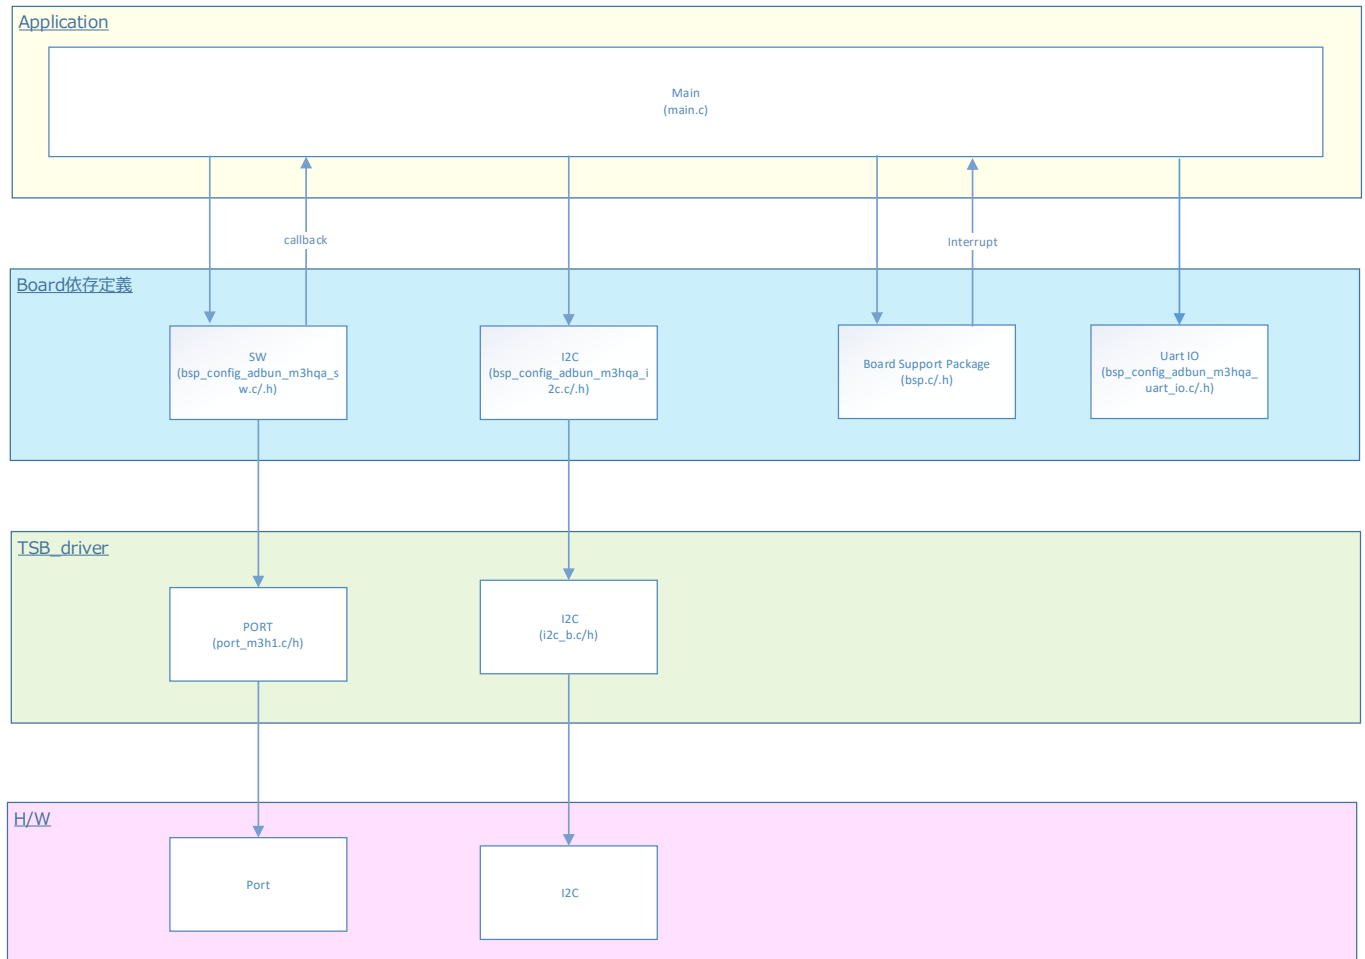 Application
Main
(main.c)
callback
Interrupt
Board依存定義
SW
(bsp_config_adbun_m3hqa_s
w.c/.h)
I2C
(bsp_config_adbun_m3hqa_i
2c.c/.h)
Board Support Package
(bsp.c/.h)
Uart IO
(bsp_config_adbun_m3hqa_
uart_io.c/.h)
TSB_driver
PORT
(port_m3h1.c/h)
I2C
(i2c_b.c/h)
H/W
Port
I2C